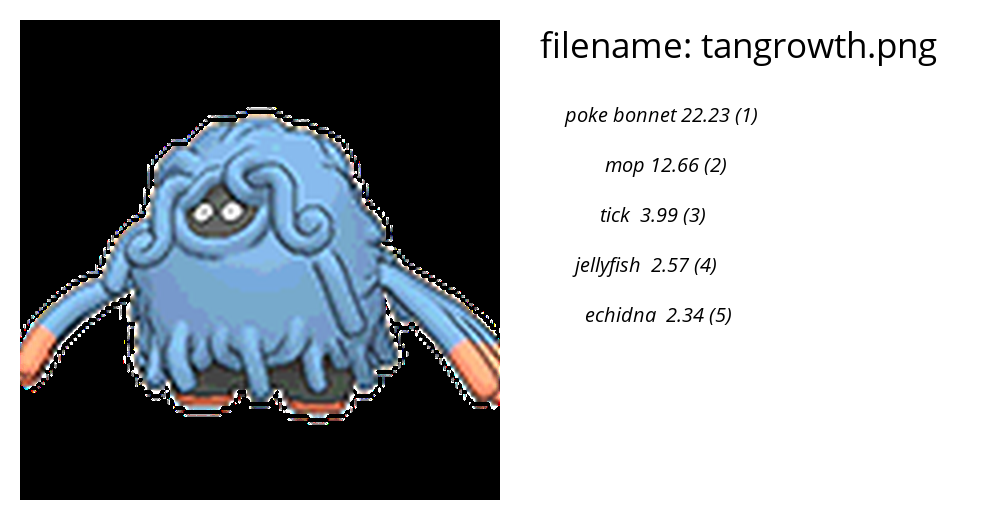 filename: tangrowth.png
poke bonnet 22.23 (1)
mop 12.66 (2)
tick 3.99 (3)
jellyfish 2.57 (4)
echidna 2.34 (5)